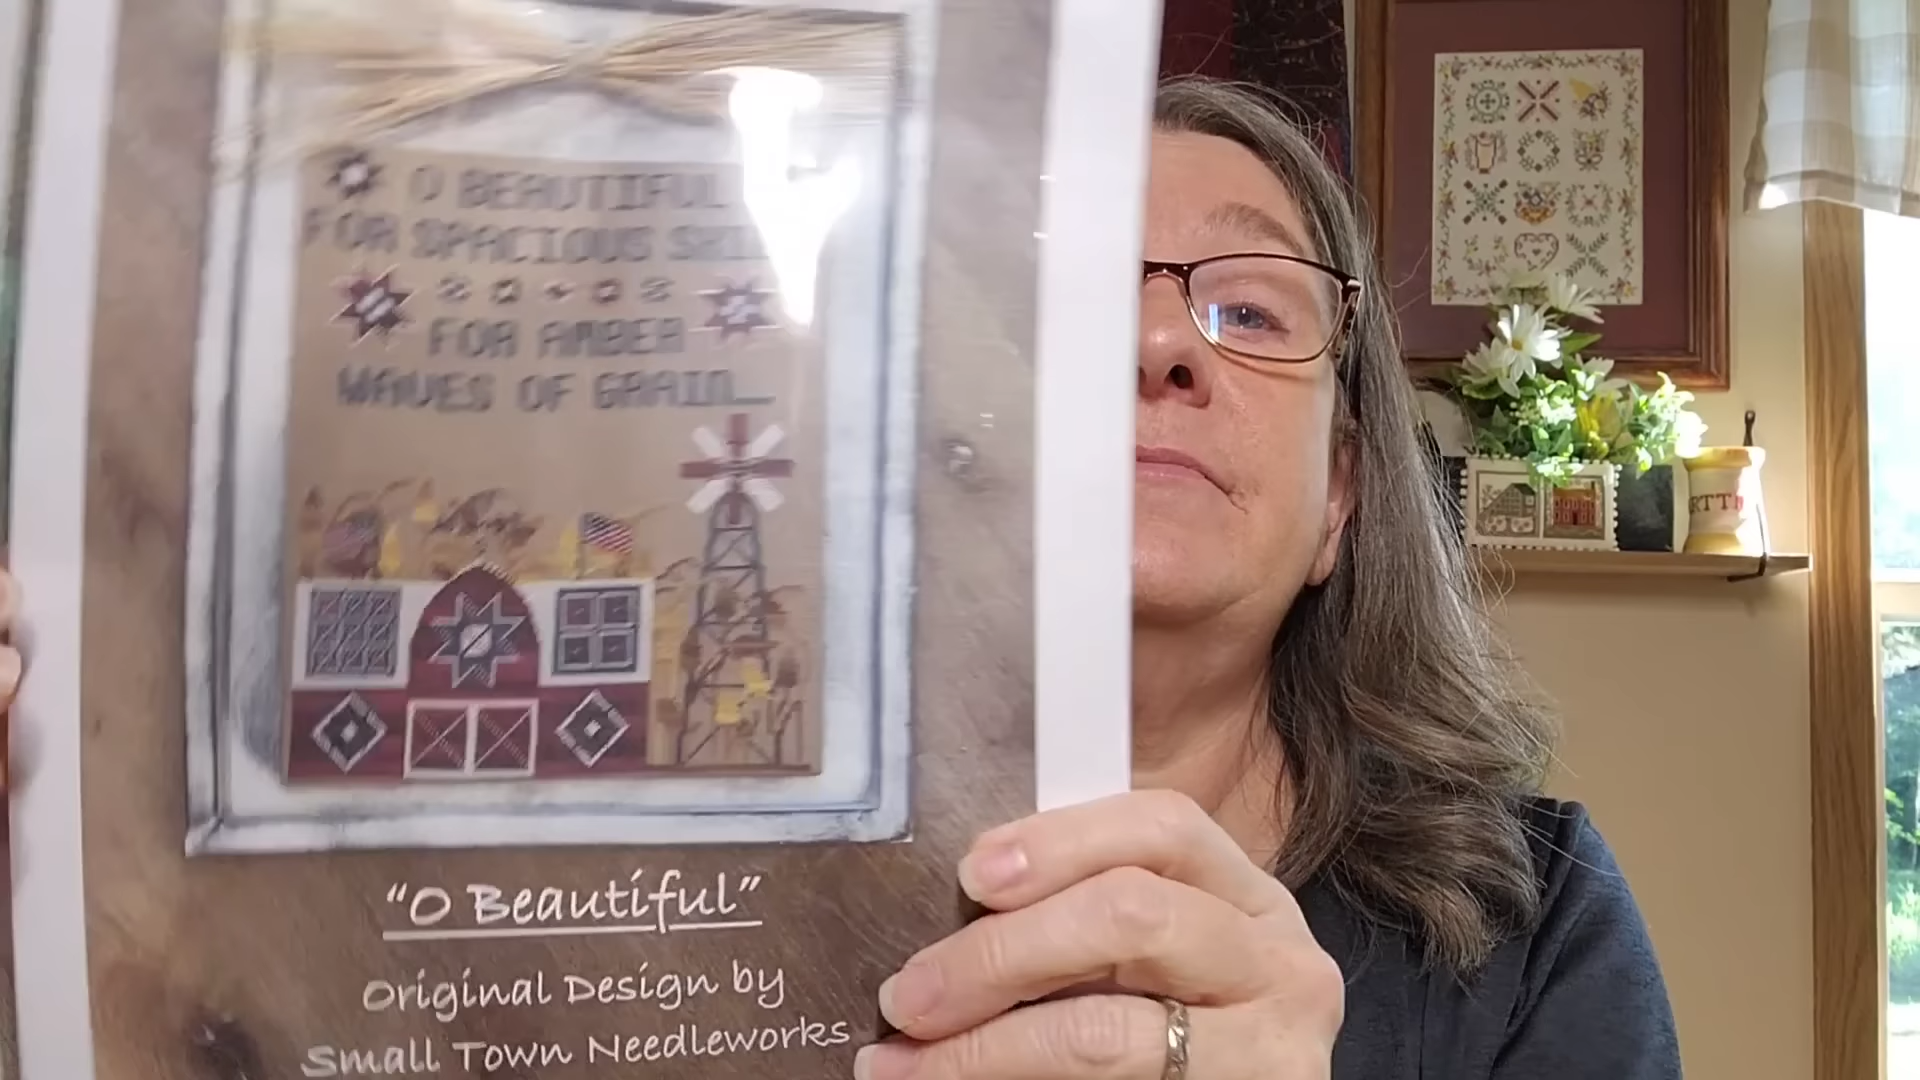 O BEAUTIFUL
FOR SPACIOUS
FOR AMBER
WAVES OF GRAIN...
"O Beautiful"
Original Design by
Small Town Needleworks